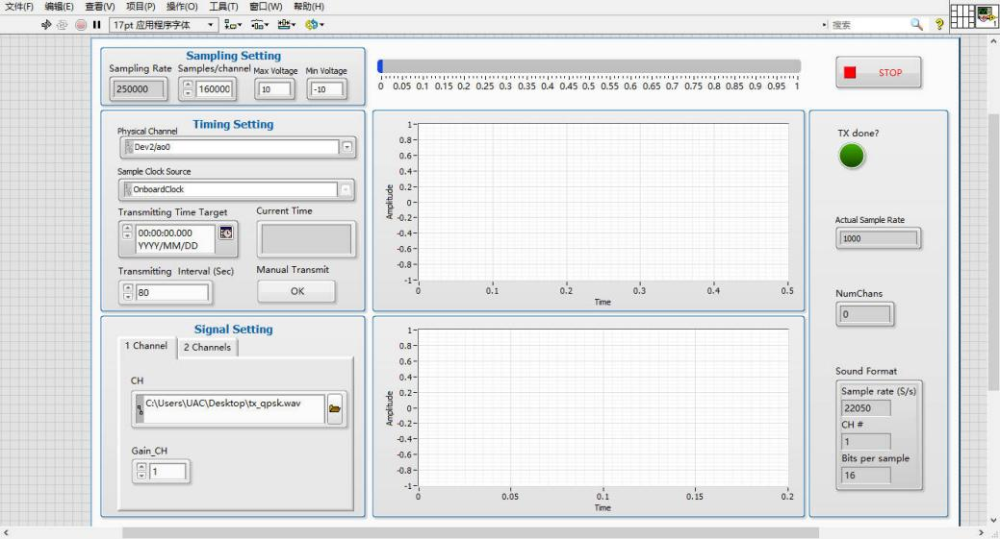 文件(F) 编辑(E) 查看(V) 项目(P) 操作(O) 工具(T) 窗口(W) 帮助(H)
17pt 应用程序字体
搜索
Sampling Setting
Sampling Rate Samples/channel Max Voltage Min Voltage
250000 160000 10 -10
0 0.05 0.1 0.15 0.2 0.25 0.3 0.35 0.4 0.45 0.5 0.55 0.6 0.65 0.7 0.75 0.8 0.85 0.9 0.95 1
STOP
Timing Setting
Physical Channel
Dev2/ao0
Sample Clock Source
OnboardClock
Transmitting Time Target
00:00:00.000
YYYY/MM/DD
Current Time
Transmitting Interval (Sec)
80
Manual Transmit
OK
Signal Setting
1 Channel 2 Channels
CH
C:\Users\UAC\Desktop\tx_qpsk.wav
Gain_CH
1
Amplitude
1
0.8
0.6
0.4
0.2
0
-0.2
-0.4
-0.6
-0.8
-1
0 0.1 0.2 0.3 0.4 0.5
Time
Amplitude
1
0.8
0.6
0.4
0.2
0
-0.2
-0.4
-0.6
-0.8
-1
0 0.05 0.1 0.15 0.2
Time
TX done?
Actual Sample Rate
1000
NumChans
0
Sound Format
Sample rate (S/s)
22050
CH #
1
Bits per sample
16